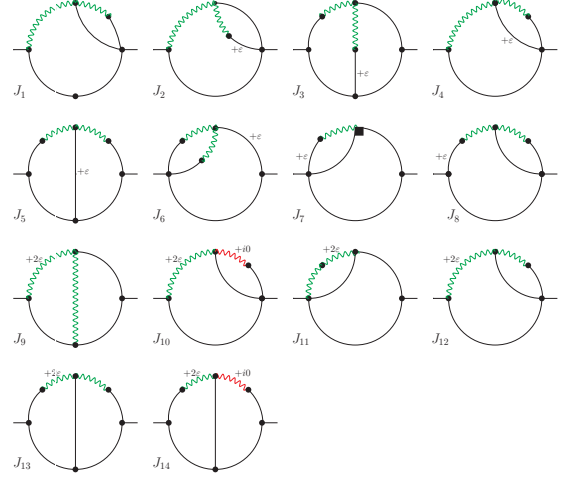 J₁ J₂ +ε J₃ +ε J₄ +ε
J₅ +ε J₆ +ε J₇ +ε J₈ +ε
J₉ +2ε J₁₀ +2ε +i0 J₁₁ +2ε J₁₂ +2ε
J₁₃ +2ε J₁₄ +2ε +i0